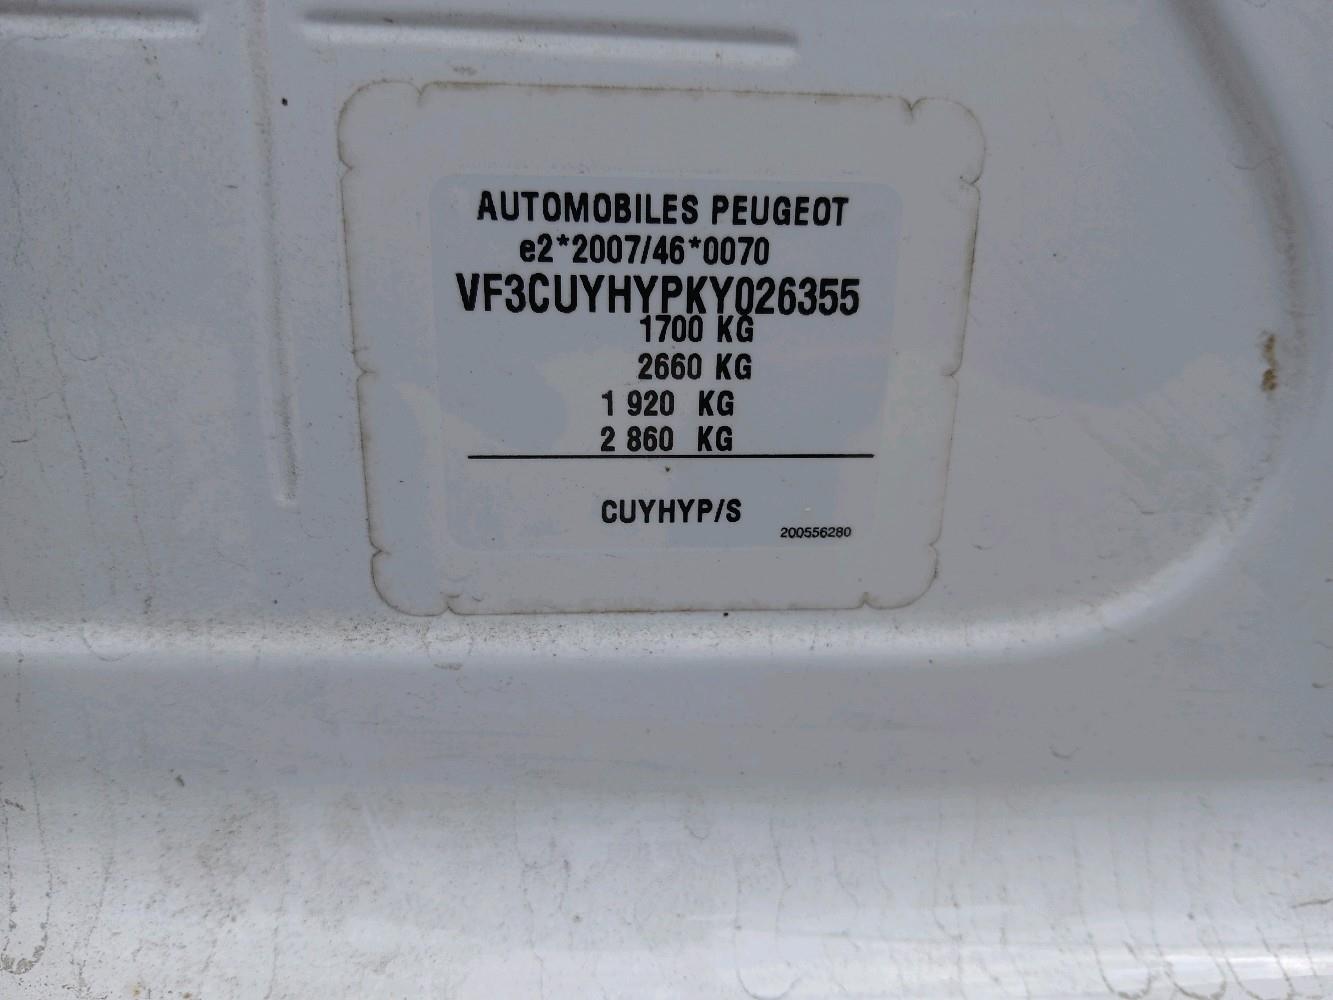 AUTOMOBILES PEUGEOT
e2*2007/46*0070
VF3CUYHYPKY026355
1700 KG
2660 KG
1 920 KG
2 860 KG
CUYHYP/S
200556280